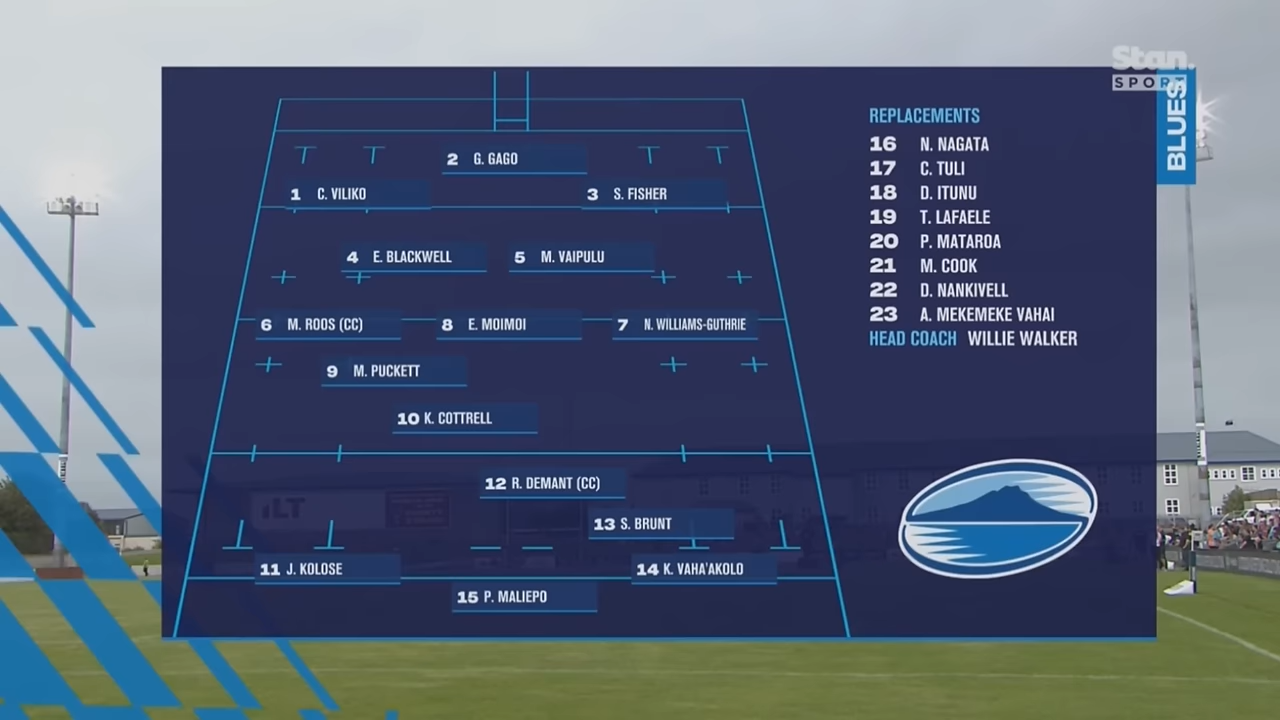 Stan.
SPORT
BLUES
2 G. GAGO
1 C. VILIKO
3 S. FISHER
4 E. BLACKWELL
5 M. VAIPULU
6 M. ROOS (CC)
8 E. MOIMOI
7 N. WILLIAMS-GUTHRIE
9 M. PUCKETT
10 K. COTTRELL
12 R. DEMANT (CC)
13 S. BRUNT
11 J. KOLOSE
14 K. VAHA'AKOLO
15 P. MALIEPO
REPLACEMENTS
16 N. NAGATA
17 C. TULI
18 D. ITUNU
19 T. LAFAELE
20 P. MATAROA
21 M. COOK
22 D. NANKIVELL
23 A. MEKEMEKE VAHAI
HEAD COACH WILLIE WALKER
ILT